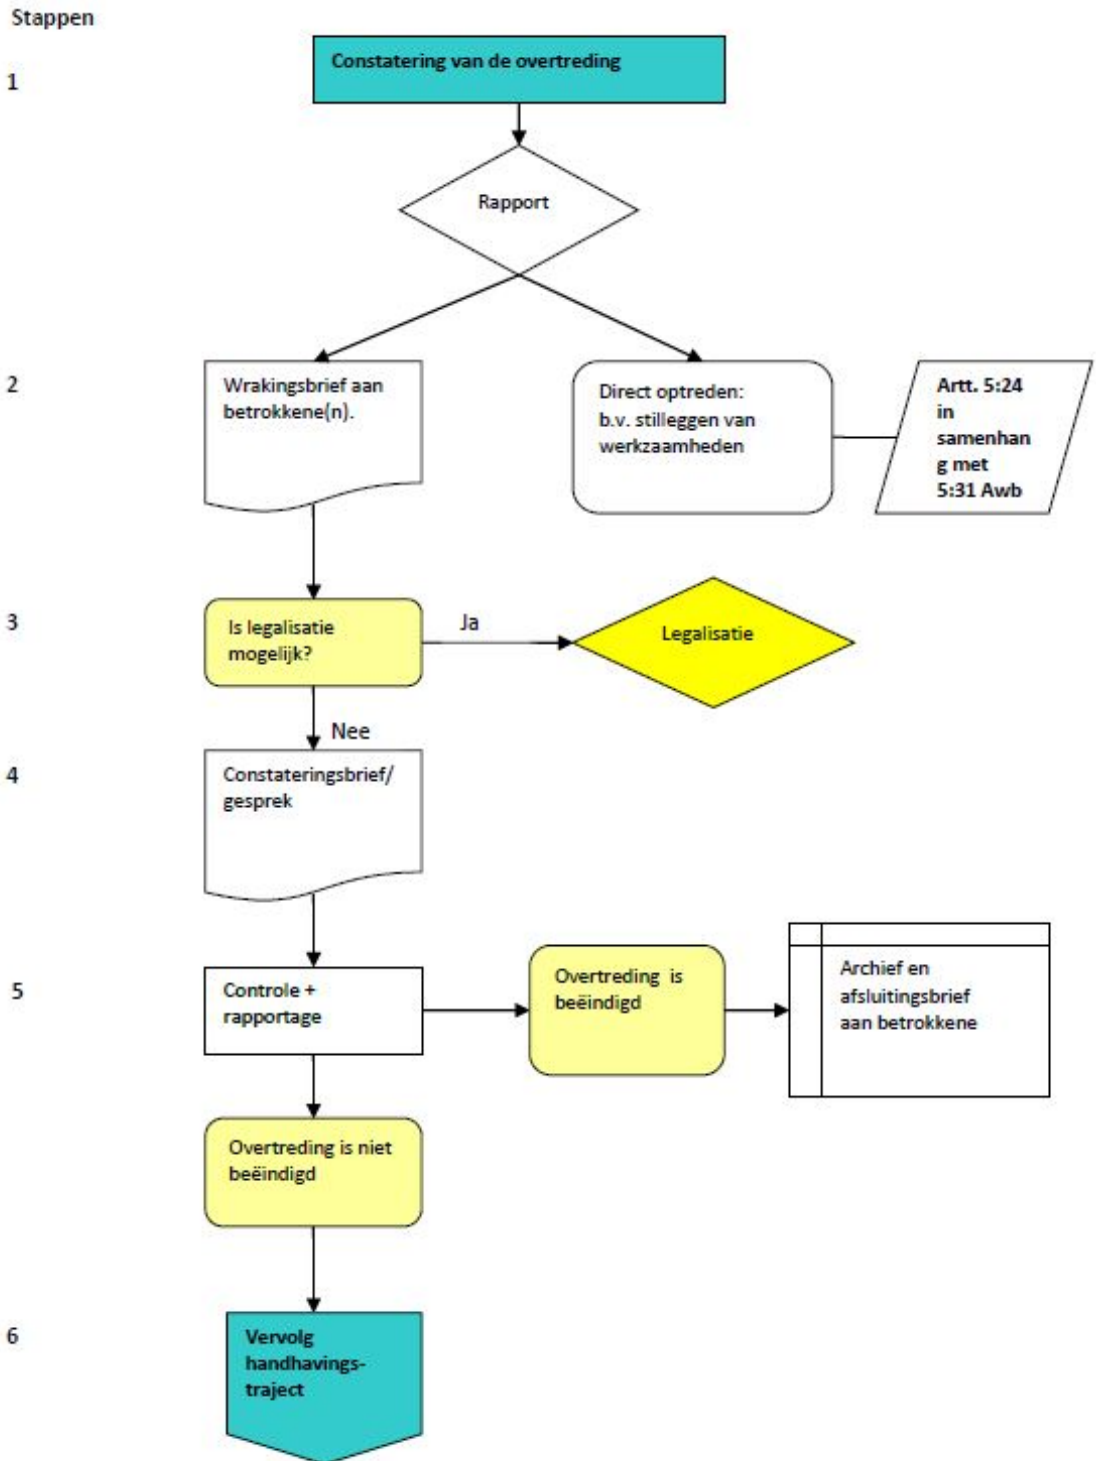 Stappen
1
Constatering van de overtreding
Rapport
2
Wrakingsbrief aan
betrokkene(n).
Direct optreden:
b.v. stilleggen van
werkzaamheden
Artt. 5:24
in
samenhan
g met
5:31 Awb
3
Is legalisatie
mogelijk?
Ja
Legalisatie
Nee
4
Constateringsbrief/
gesprek
5
Controle +
rapportage
Overtreding is
beëindigd
Archief en
afsluitingsbrief
aan betrokkene
Overtreding is niet
beëindigd
6
Vervolg
handhavings-
traject